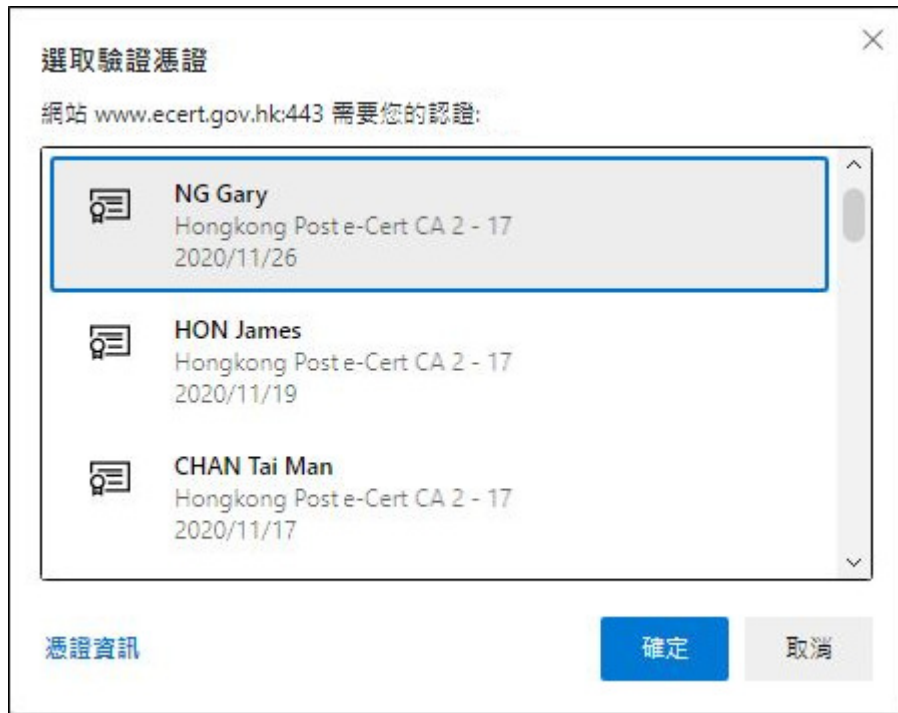 選取驗證憑證
網站 www.ecert.gov.hk:443 需要您的認證:
NG Gary
Hongkong Post e-Cert CA 2 - 17
2020/11/26
HON James
Hongkong Post e-Cert CA 2 - 17
2020/11/19
CHAN Tai Man
Hongkong Post e-Cert CA 2 - 17
2020/11/17
憑證資訊
確定
取消